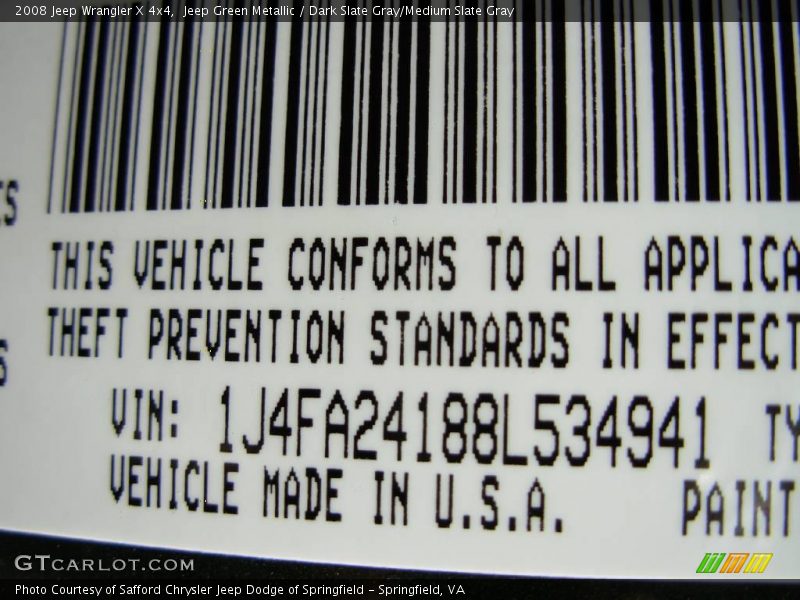 2008 Jeep Wrangler X 4x4, Jeep Green Metallic / Dark Slate Gray/Medium Slate Gray
THIS VEHICLE CONFORMS TO ALL APPLICA
THEFT PREVENTION STANDARDS IN EFFECT
VIN: 1J4FA24188L534941 TY
VEHICLE MADE IN U.S.A. PAINT
GTCARLOT.COM
Photo Courtesy of Safford Chrysler Jeep Dodge of Springfield - Springfield, VA